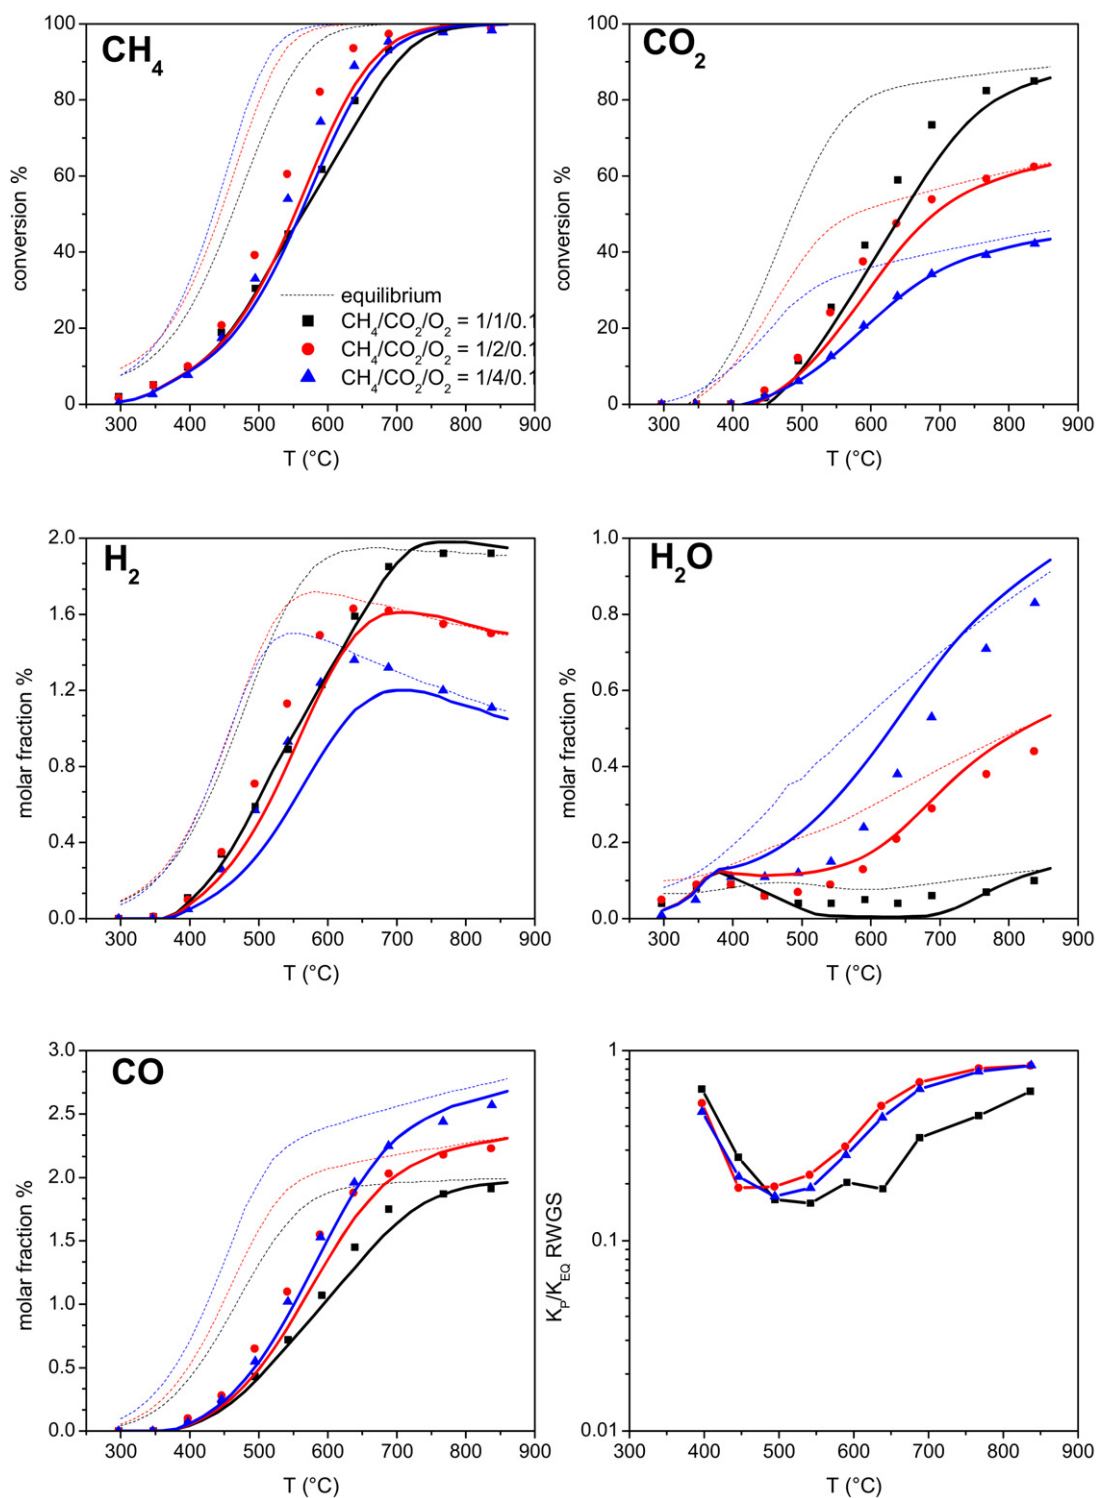 CH₄
100
80
60
40
20
0
conversion %
equilibrium
CH₄/CO₂/O₂ = 1/1/0.1
CH₄/CO₂/O₂ = 1/2/0.1
CH₄/CO₂/O₂ = 1/4/0.1
300 400 500 600 700 800 900
T (°C)
CO₂
100
80
60
40
20
0
conversion %
300 400 500 600 700 800 900
T (°C)
H₂
2.0
1.6
1.2
0.8
0.4
0.0
molar fraction %
300 400 500 600 700 800 900
T (°C)
H₂O
1.0
0.8
0.6
0.4
0.2
0.0
molar fraction %
300 400 500 600 700 800 900
T (°C)
CO
3.0
2.5
2.0
1.5
1.0
0.5
0.0
molar fraction %
300 400 500 600 700 800 900
T (°C)
1
0.1
0.01
K_P/K_EQ RWGS
300 400 500 600 700 800 900
T (°C)